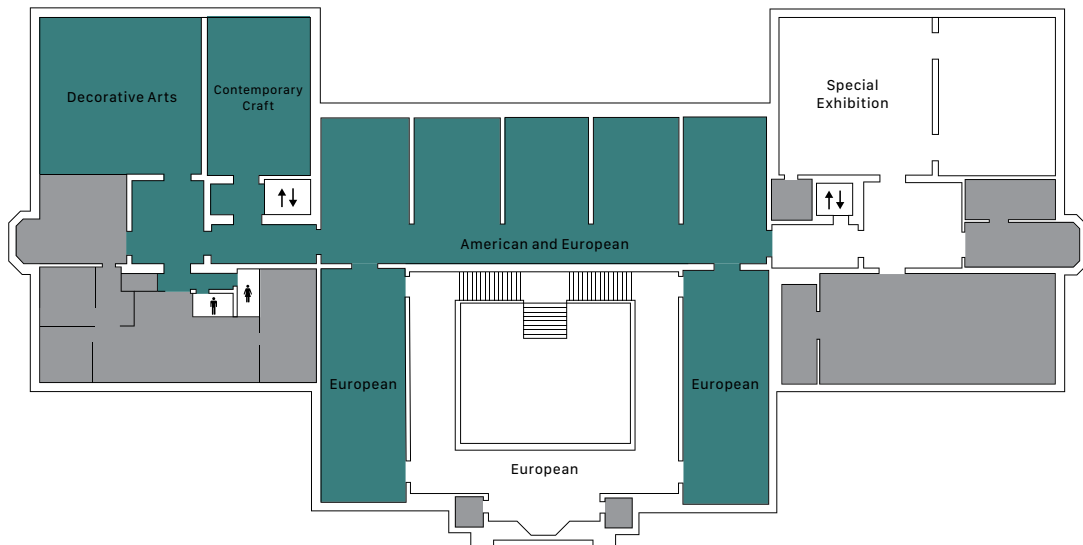 Decorative Arts
Contemporary
Craft
Special
Exhibition
American and European
European
European
European